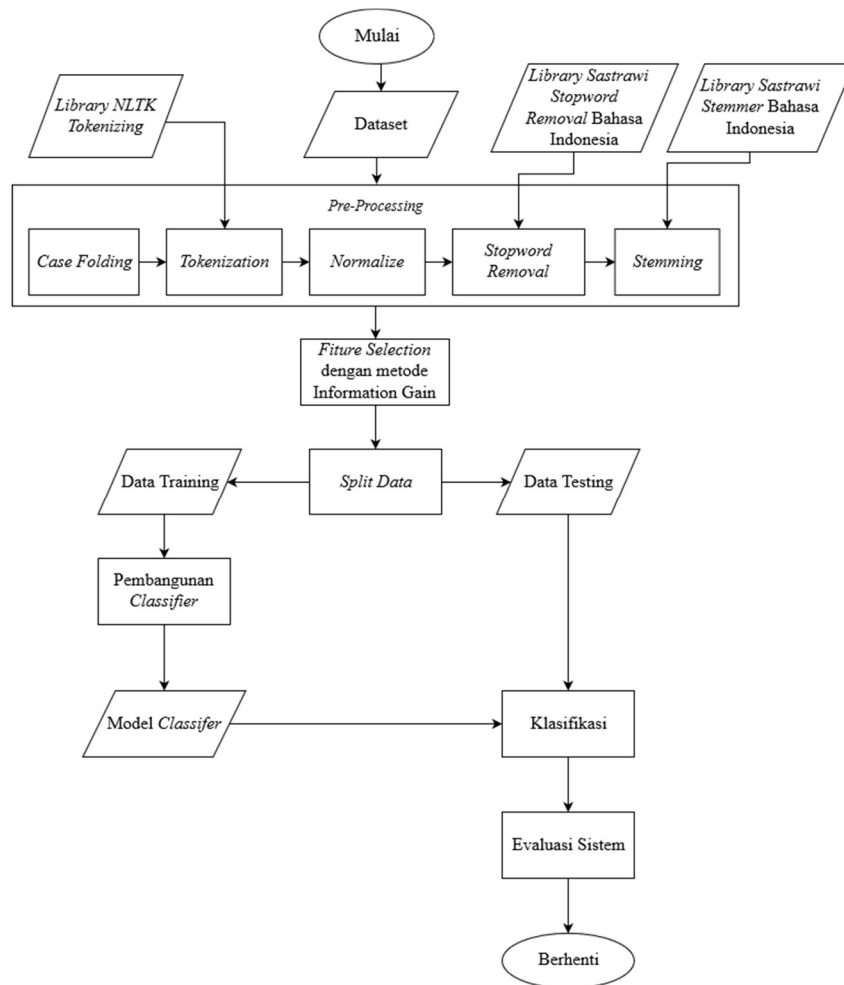 Mulai
Library NLTK
Tokenizing
Dataset
Library Sastrawi
Stopword
Removal Bahasa
Indonesia
Library Sastrawi
Stemmer Bahasa
Indonesia
Pre-Processing
Case Folding
Tokenization
Normalize
Stopword
Removal
Stemming
Fiture Selection
dengan metode
Information Gain
Data Training
Split Data
Data Testing
Pembangunan
Classifier
Model Classifer
Klasifikasi
Evaluasi Sistem
Berhenti